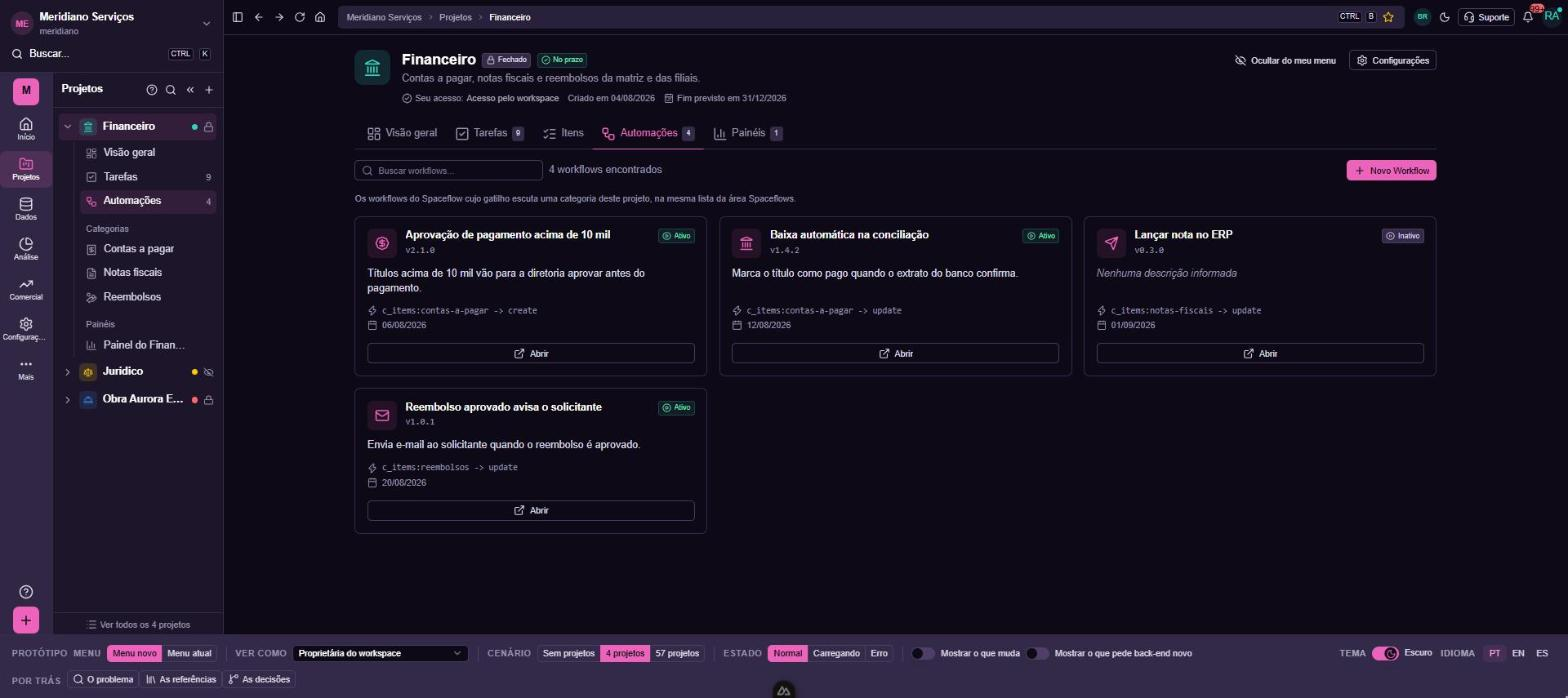 ME
Meridiano Serviços
meridiano
Buscar...
CTRL K
Meridiano Serviços > Projetos > Financeiro
CTRL B
BR
Suporte
99+
RA
M
Início
Projetos
Dados
Análise
Comercial
Configuraç...
Mais
Projetos
Financeiro
Visão geral
Tarefas 9
Automações 4
Categorias
Contas a pagar
Notas fiscais
Reembolsos
Painéis
Painel do Finan...
Jurídico
Obra Aurora E...
Ver todos os 4 projetos
Financeiro Fechado No prazo
Contas a pagar, notas fiscais e reembolsos da matriz e das filiais.
Seu acesso: Acesso pelo workspace Criado em 04/08/2026 Fim previsto em 31/12/2026
Ocultar do meu menu
Configurações
Visão geral Tarefas 9 Itens Automações 4 Painéis 1
Buscar workflows...
4 workflows encontrados
Novo Workflow
Os workflows do Spaceflow cujo gatilho escuta uma categoria deste projeto, na mesma lista da área Spaceflows.
Aprovação de pagamento acima de 10 mil
Ativo
v2.1.0
Títulos acima de 10 mil vão para a diretoria aprovar antes do
pagamento.
c_items:contas-a-pagar -> create
06/08/2026
Abrir
Baixa automática na conciliação
Ativo
v1.4.2
Marca o título como pago quando o extrato do banco confirma.
c_items:contas-a-pagar -> update
12/08/2026
Abrir
Lançar nota no ERP
Inativo
v0.3.0
Nenhuma descrição informada
c_items:notas-fiscais -> update
01/09/2026
Abrir
Reembolso aprovado avisa o solicitante
Ativo
v1.0.1
Envia e-mail ao solicitante quando o reembolso é aprovado.
c_items:reembolsos -> update
20/08/2026
Abrir
PROTÓTIPO MENU Menu novo Menu atual VER COMO Proprietária do workspace CENÁRIO Sem projetos 4 projetos 57 projetos ESTADO Normal Carregando Erro Mostrar o que muda Mostrar o que pede back-end novo TEMA Escuro IDIOMA PT EN ES
POR TRÁS O problema As referências As decisões